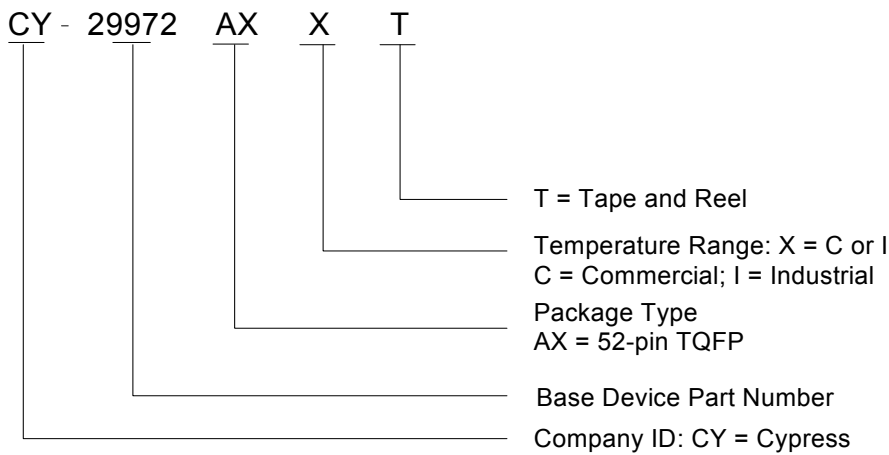 CY - 29972 AX X T
T = Tape and Reel
Temperature Range: X = C or I
C = Commercial; I = Industrial
Package Type
AX = 52-pin TQFP
Base Device Part Number
Company ID: CY = Cypress